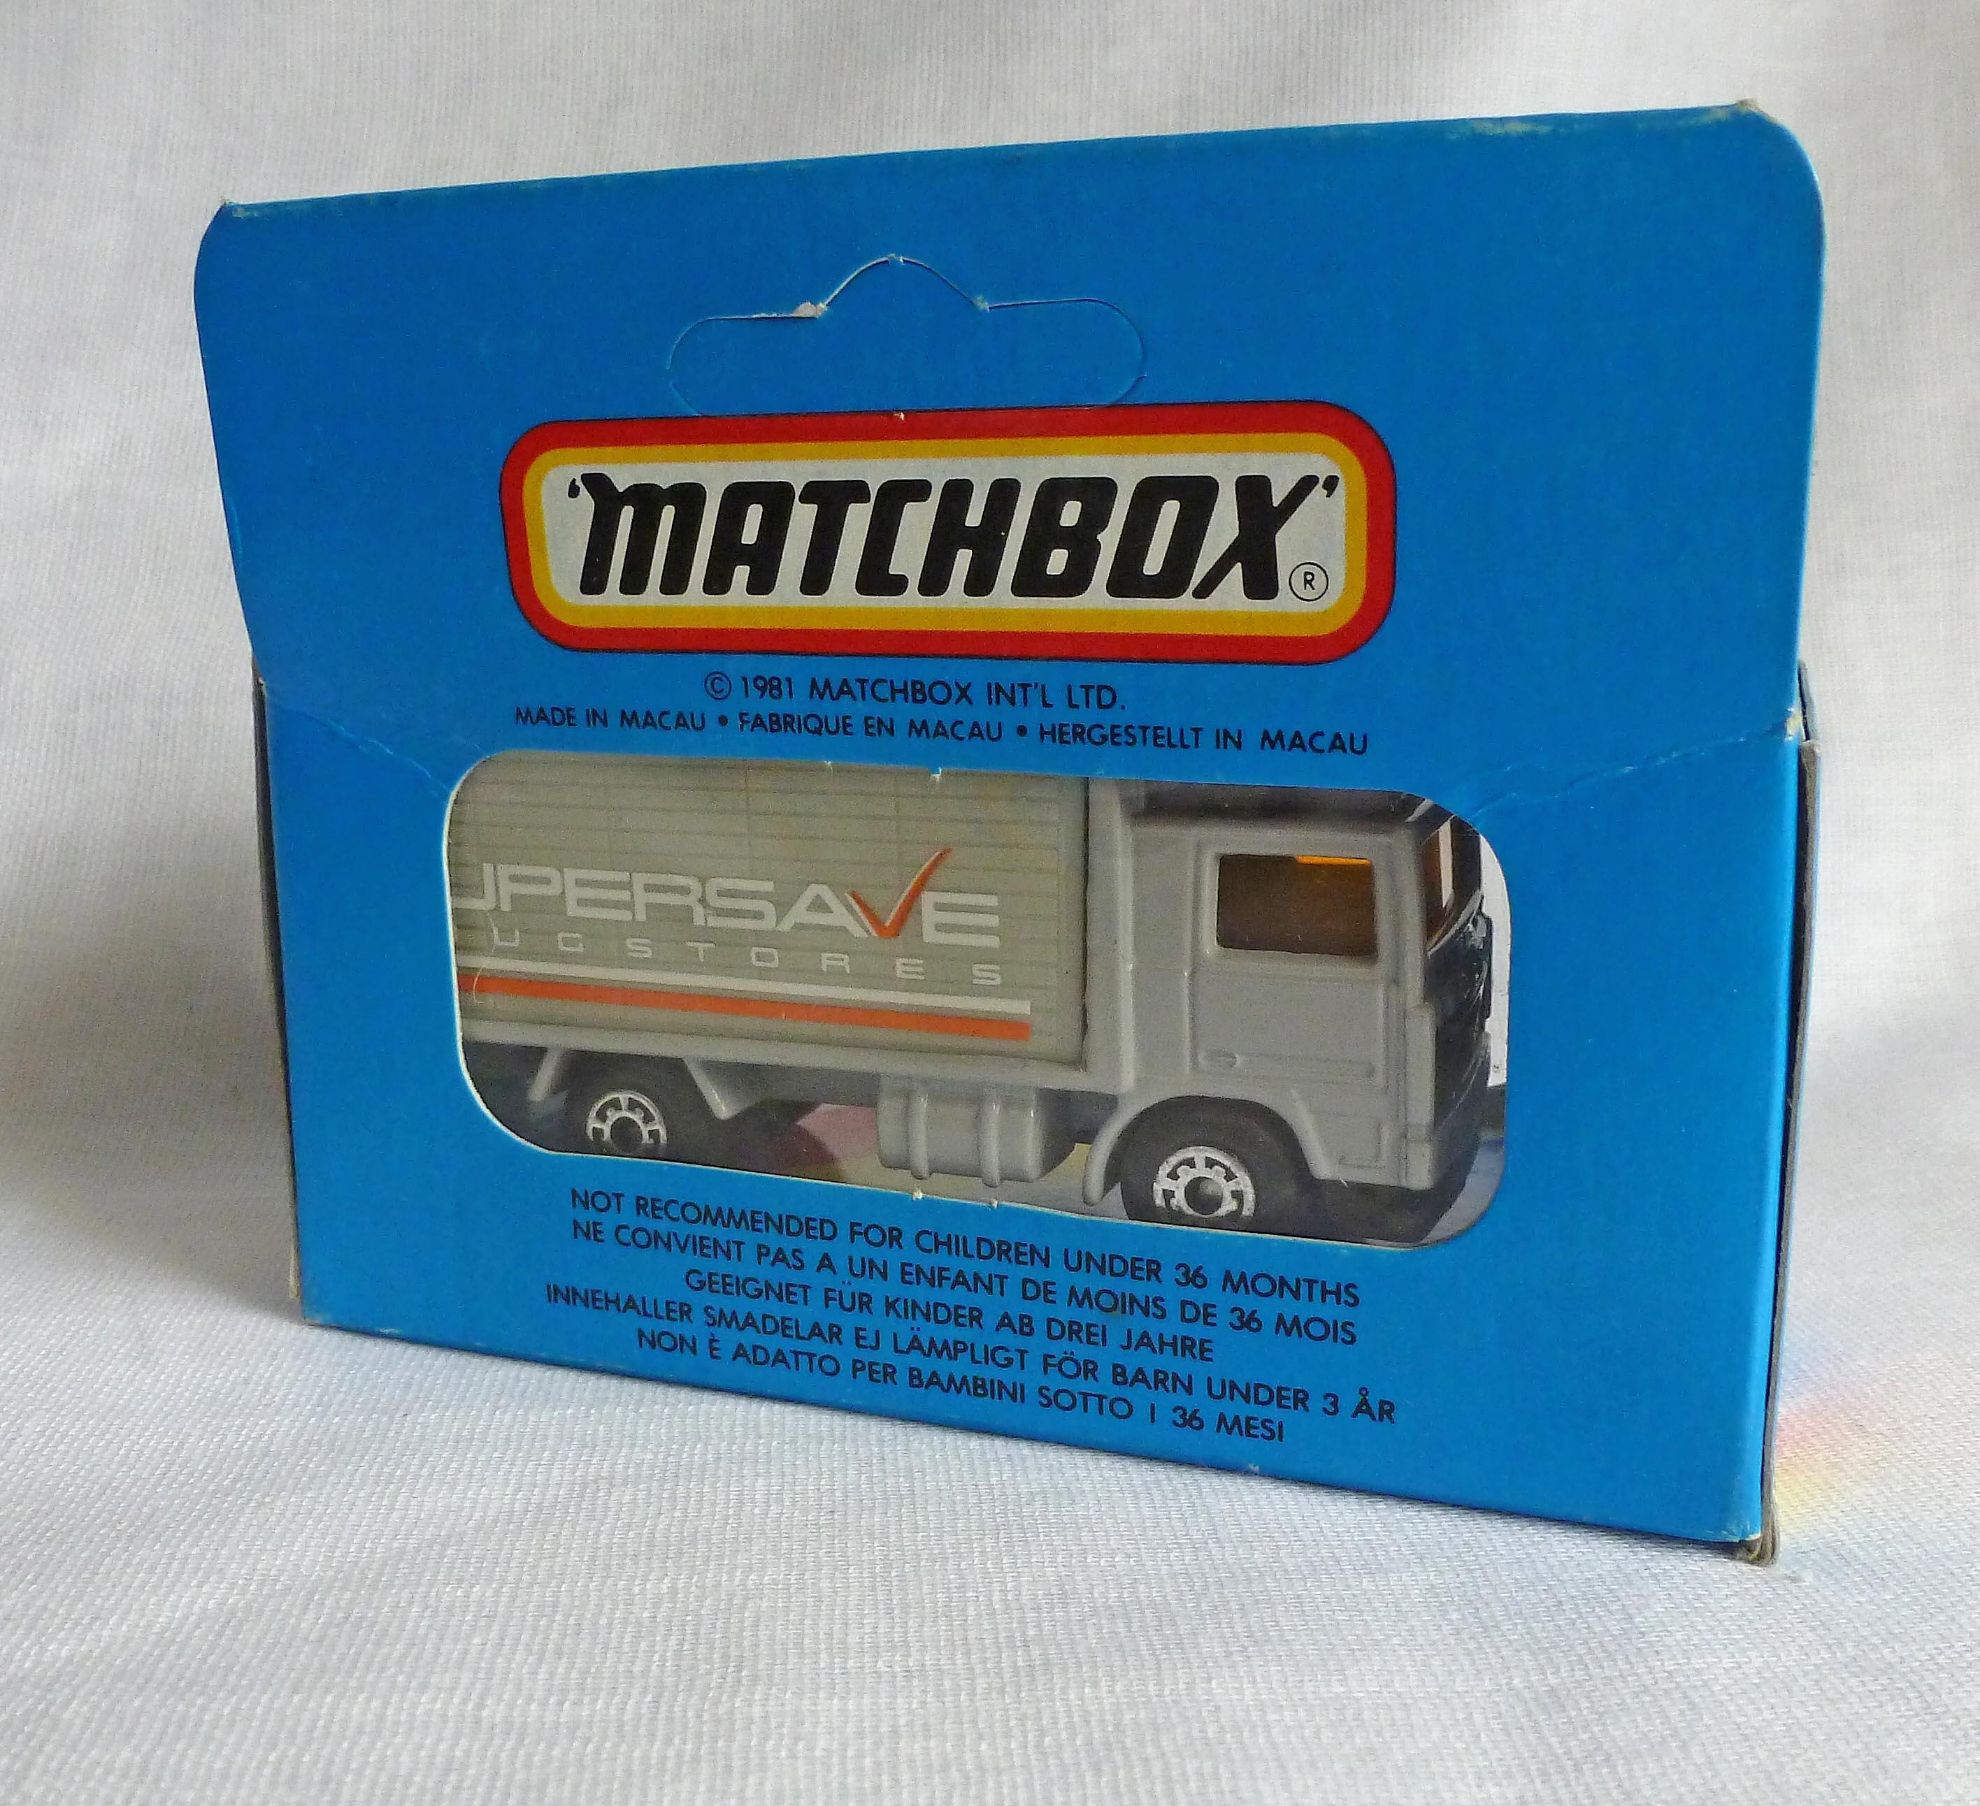 'MATCHBOX' ®
© 1981 MATCHBOX INT'L LTD.
MADE IN MACAU • FABRIQUE EN MACAU • HERGESTELLT IN MACAU
UPERSAVE
UGSTORES
NOT RECOMMENDED FOR CHILDREN UNDER 36 MONTHS
NE CONVIENT PAS A UN ENFANT DE MOINS DE 36 MOIS
GEEIGNET FÜR KINDER AB DREI JAHRE
INNEHALLER SMADELAR EJ LÄMPLIGT FÖR BARN UNDER 3 ÅR
NON È ADATTO PER BAMBINI SOTTO I 36 MESI